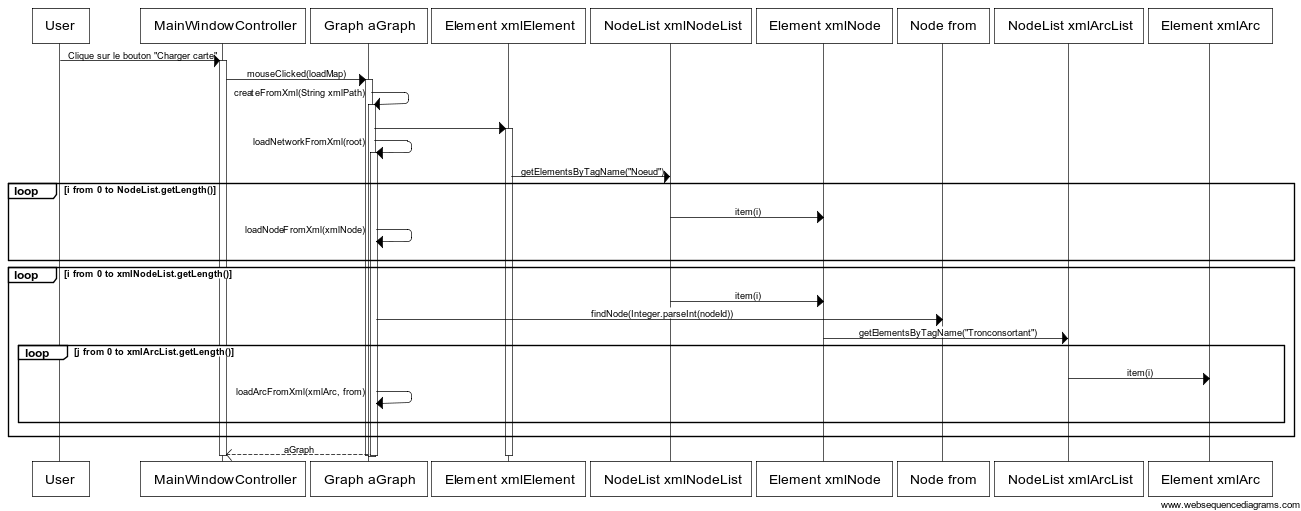 User
MainWindowController
Graph aGraph
Element xmlElement
NodeList xmlNodeList
Element xmlNode
Node from
NodeList xmlArcList
Element xmlArc
Clique sur le bouton "Charger carte"
mouseClicked(loadMap)
createFromXml(String xmlPath)
loadNetworkFromXml(root)
getElementsByTagName("Noeud")
loop
[i from 0 to NodeList.getLength()]
item(i)
loadNodeFromXml(xmlNode)
loop
[i from 0 to xmlNodeList.getLength()]
item(i)
findNode(Integer.parseInt(nodeId))
getElementsByTagName("Tronconsortant")
loop
[j from 0 to xmlArcList.getLength()]
item(i)
loadArcFromXml(xmlArc, from)
aGraph
User
MainWindowController
Graph aGraph
Element xmlElement
NodeList xmlNodeList
Element xmlNode
Node from
NodeList xmlArcList
Element xmlArc
www.websequencediagrams.com